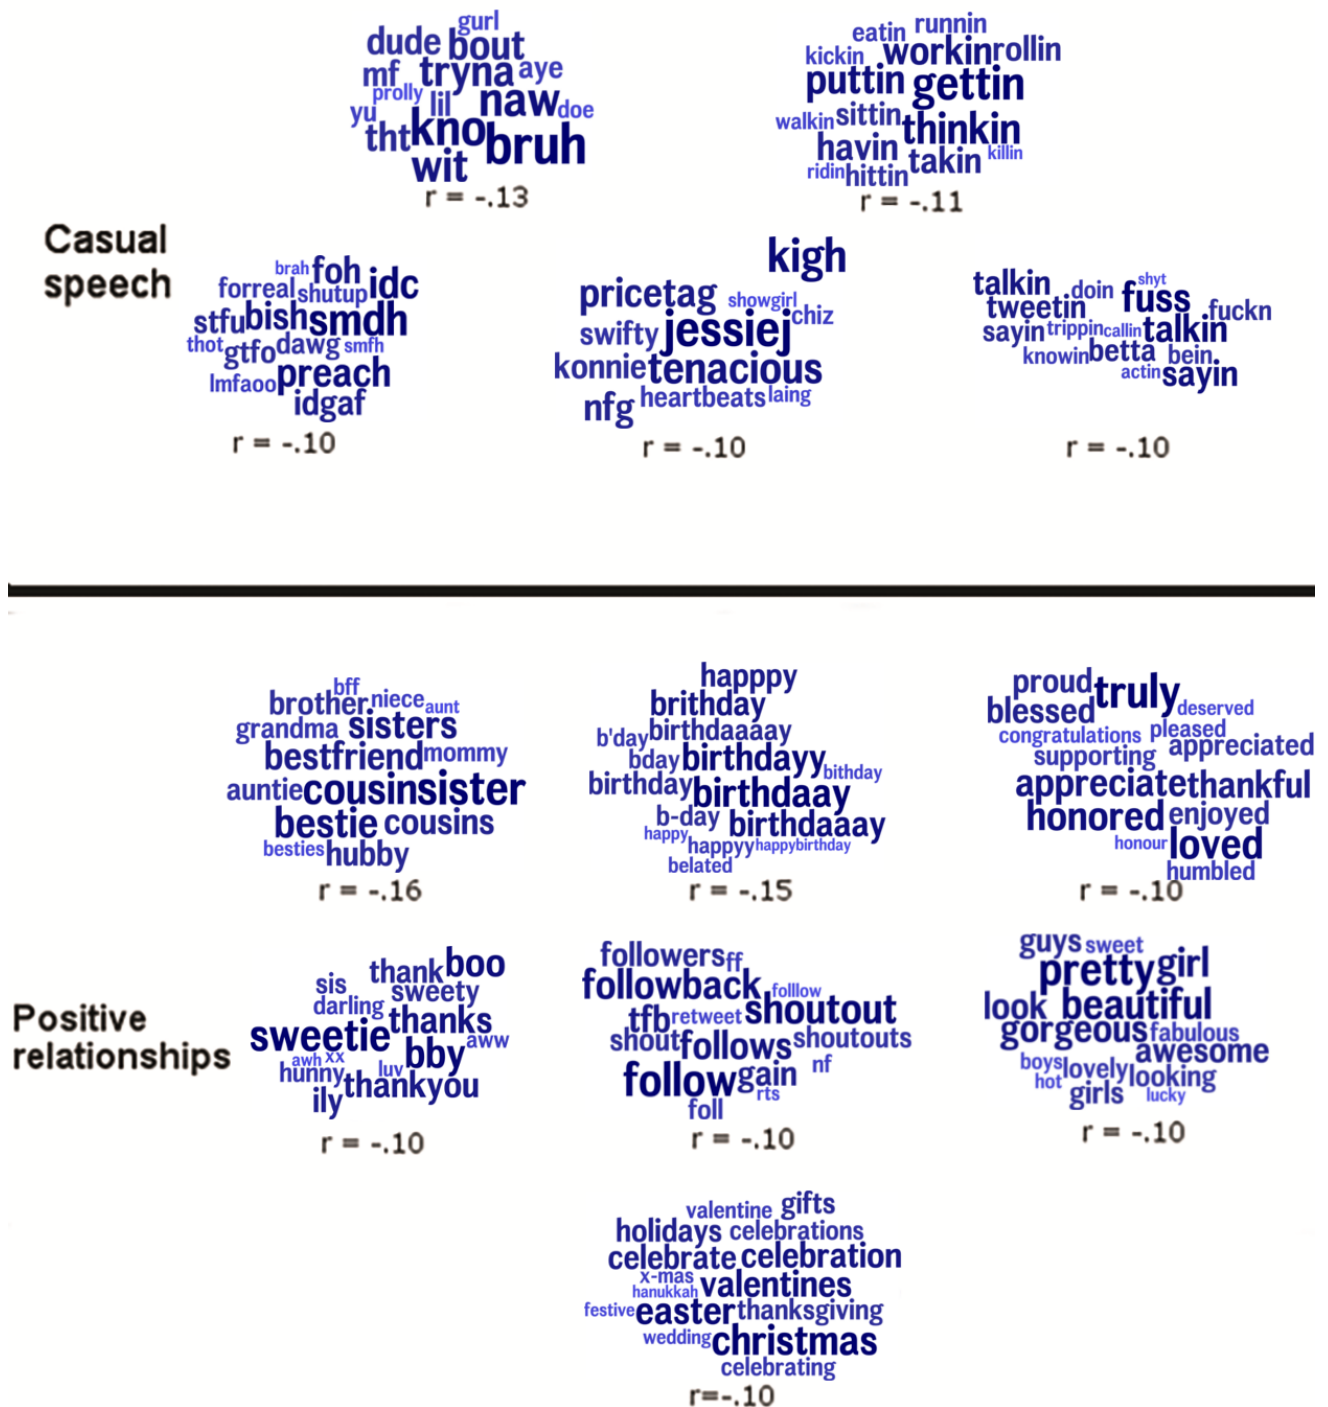 gurl
dude bout
mf tryna aye
prolly lil naw doe
yu kno
tht bruh
wit
r = -.13
eatin runnin
kickin workin rollin
puttin gettin
walkin sittin thinkin
havin takin killin
ridin hittin
r = -.11
Casual
speech
brah foh idc
forreal shutup
stfu bish smdh
thot gtfo dawg smfh
lmfaoo preach
idgaf
r = -.10
kigh
pricetag showgirl
swifty jessiej chiz
konnie tenacious
nfg heartbeats laing
r = -.10
talkin doin shyt
tweetin fuss fuckn
sayin trippin callin talkin
knowin betta bein
actin sayin
r = -.10
bff
brother niece aunt
grandma sisters
bestfriend mommy
auntie cousin sister
bestie cousins
besties hubby
r = -.16
happpy
brithday
b'day birthdaaaay
bday birthdayy bithday
birthday birthdaay
b-day birthdaaay
happy happyy happybirthday
belated
r = -.15
proud truly deserved
blessed pleased
congratulations appreciated
supporting
appreciate thankful
honored enjoyed
honour loved
humbled
r = -.10
Positive
relationships
thank boo
sis sweety
darling thanks
sweetie bby aww
awh xx luv
hunny thankyou
ily
r = -.10
followers ff
followback folllow
tfb retweet shoutout
shout follows shoutouts
follow gain nf
rts
foll
r = -.10
guys sweet
pretty girl
look beautiful
gorgeous fabulous
awesome
boys lovely looking
hot girls lucky
r = -.10
valentine gifts
holidays celebrations
celebrate celebration
x-mas valentines
hanukkah
festive easter thanksgiving
wedding christmas
celebrating
r=-.10